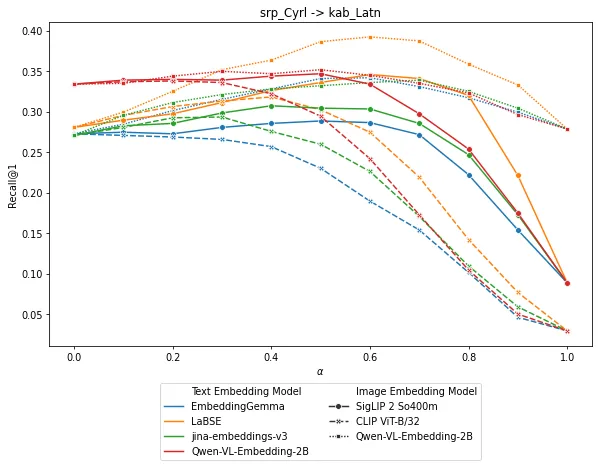 srp_Cyrl -> kab_Latn
0.40
0.35
0.30
0.25
0.20
0.15
0.10
0.05
Recall@1
0.0 0.2 0.4 0.6 0.8 1.0
α
Text Embedding Model Image Embedding Model
EmbeddingGemma SigLIP 2 So400m
LaBSE CLIP ViT-B/32
jina-embeddings-v3 Qwen-VL-Embedding-2B
Qwen-VL-Embedding-2B